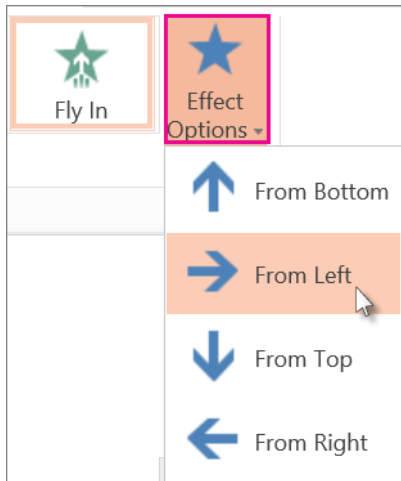 Fly In
Effect
Options
From Bottom
From Left
From Top
From Right